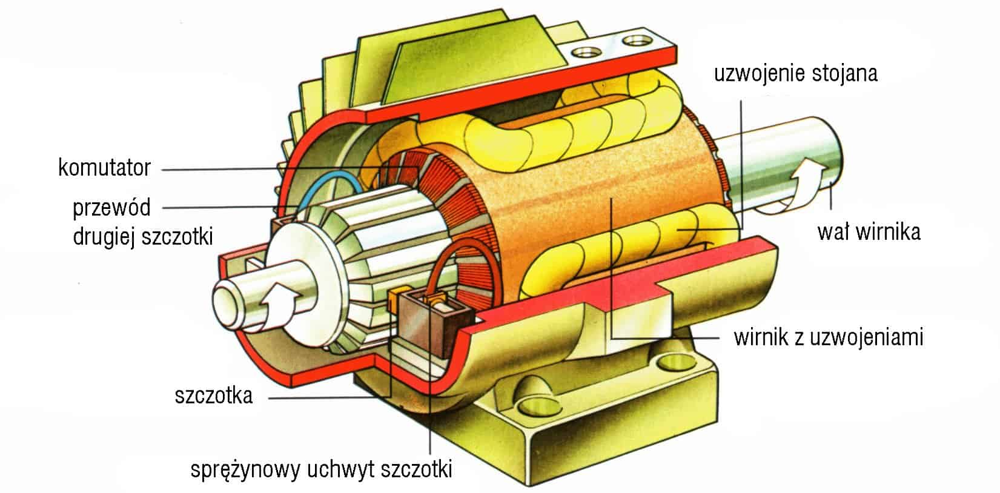 uzwojenie stojana
komutator
przewód
drugiej szczotki
wał wirnika
wirnik z uzwojeniami
szczotka
sprężynowy uchwyt szczotki